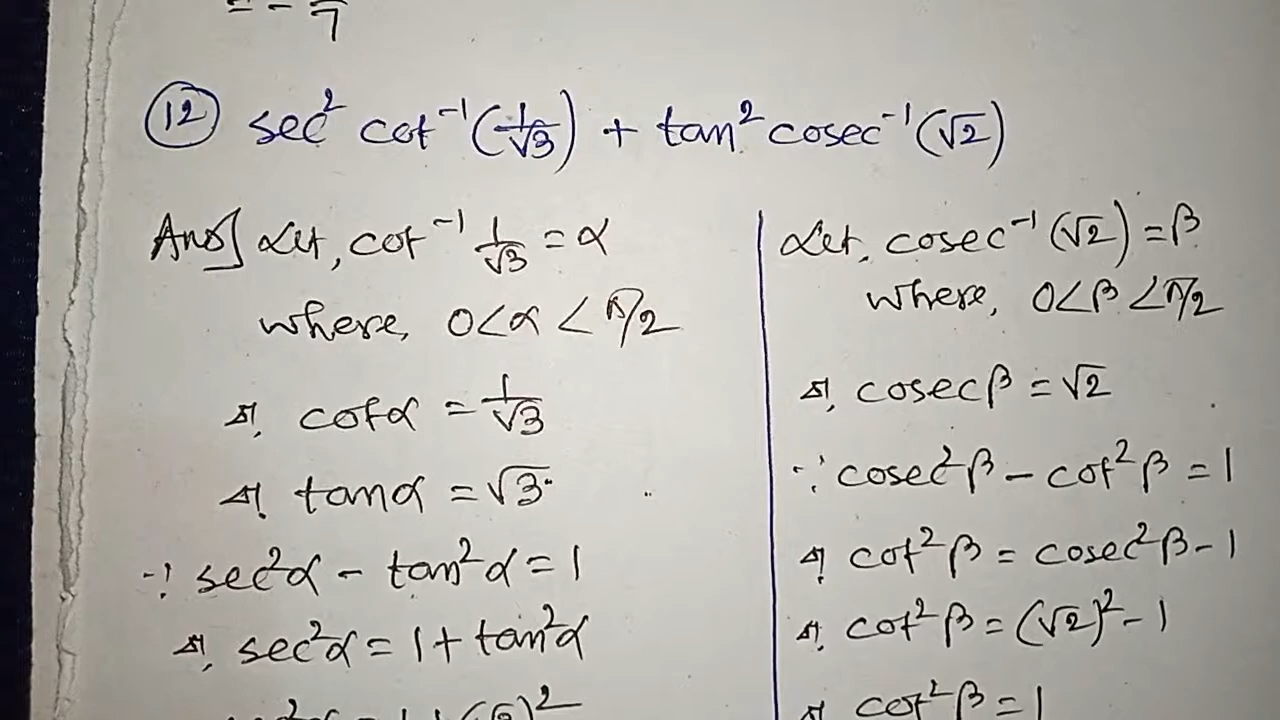 = - /7
(12) sec² cot⁻¹(1/√3) + tan² cosec⁻¹(√2)
Ans] Let, cot⁻¹ 1/√3 = α
where, 0<α<π/2
বা, cotα = 1/√3
বা, tanα = √3
∵ sec²α - tan²α = 1
বা, sec²α = 1 + tan²α
Let, cosec⁻¹(√2) = β
where, 0<β<π/2
বা, cosecβ = √2
∵ cosec²β - cot²β = 1
বা, cot²β = cosec²β - 1
বা, cot²β = (√2)² - 1
বা, cot²β = 1